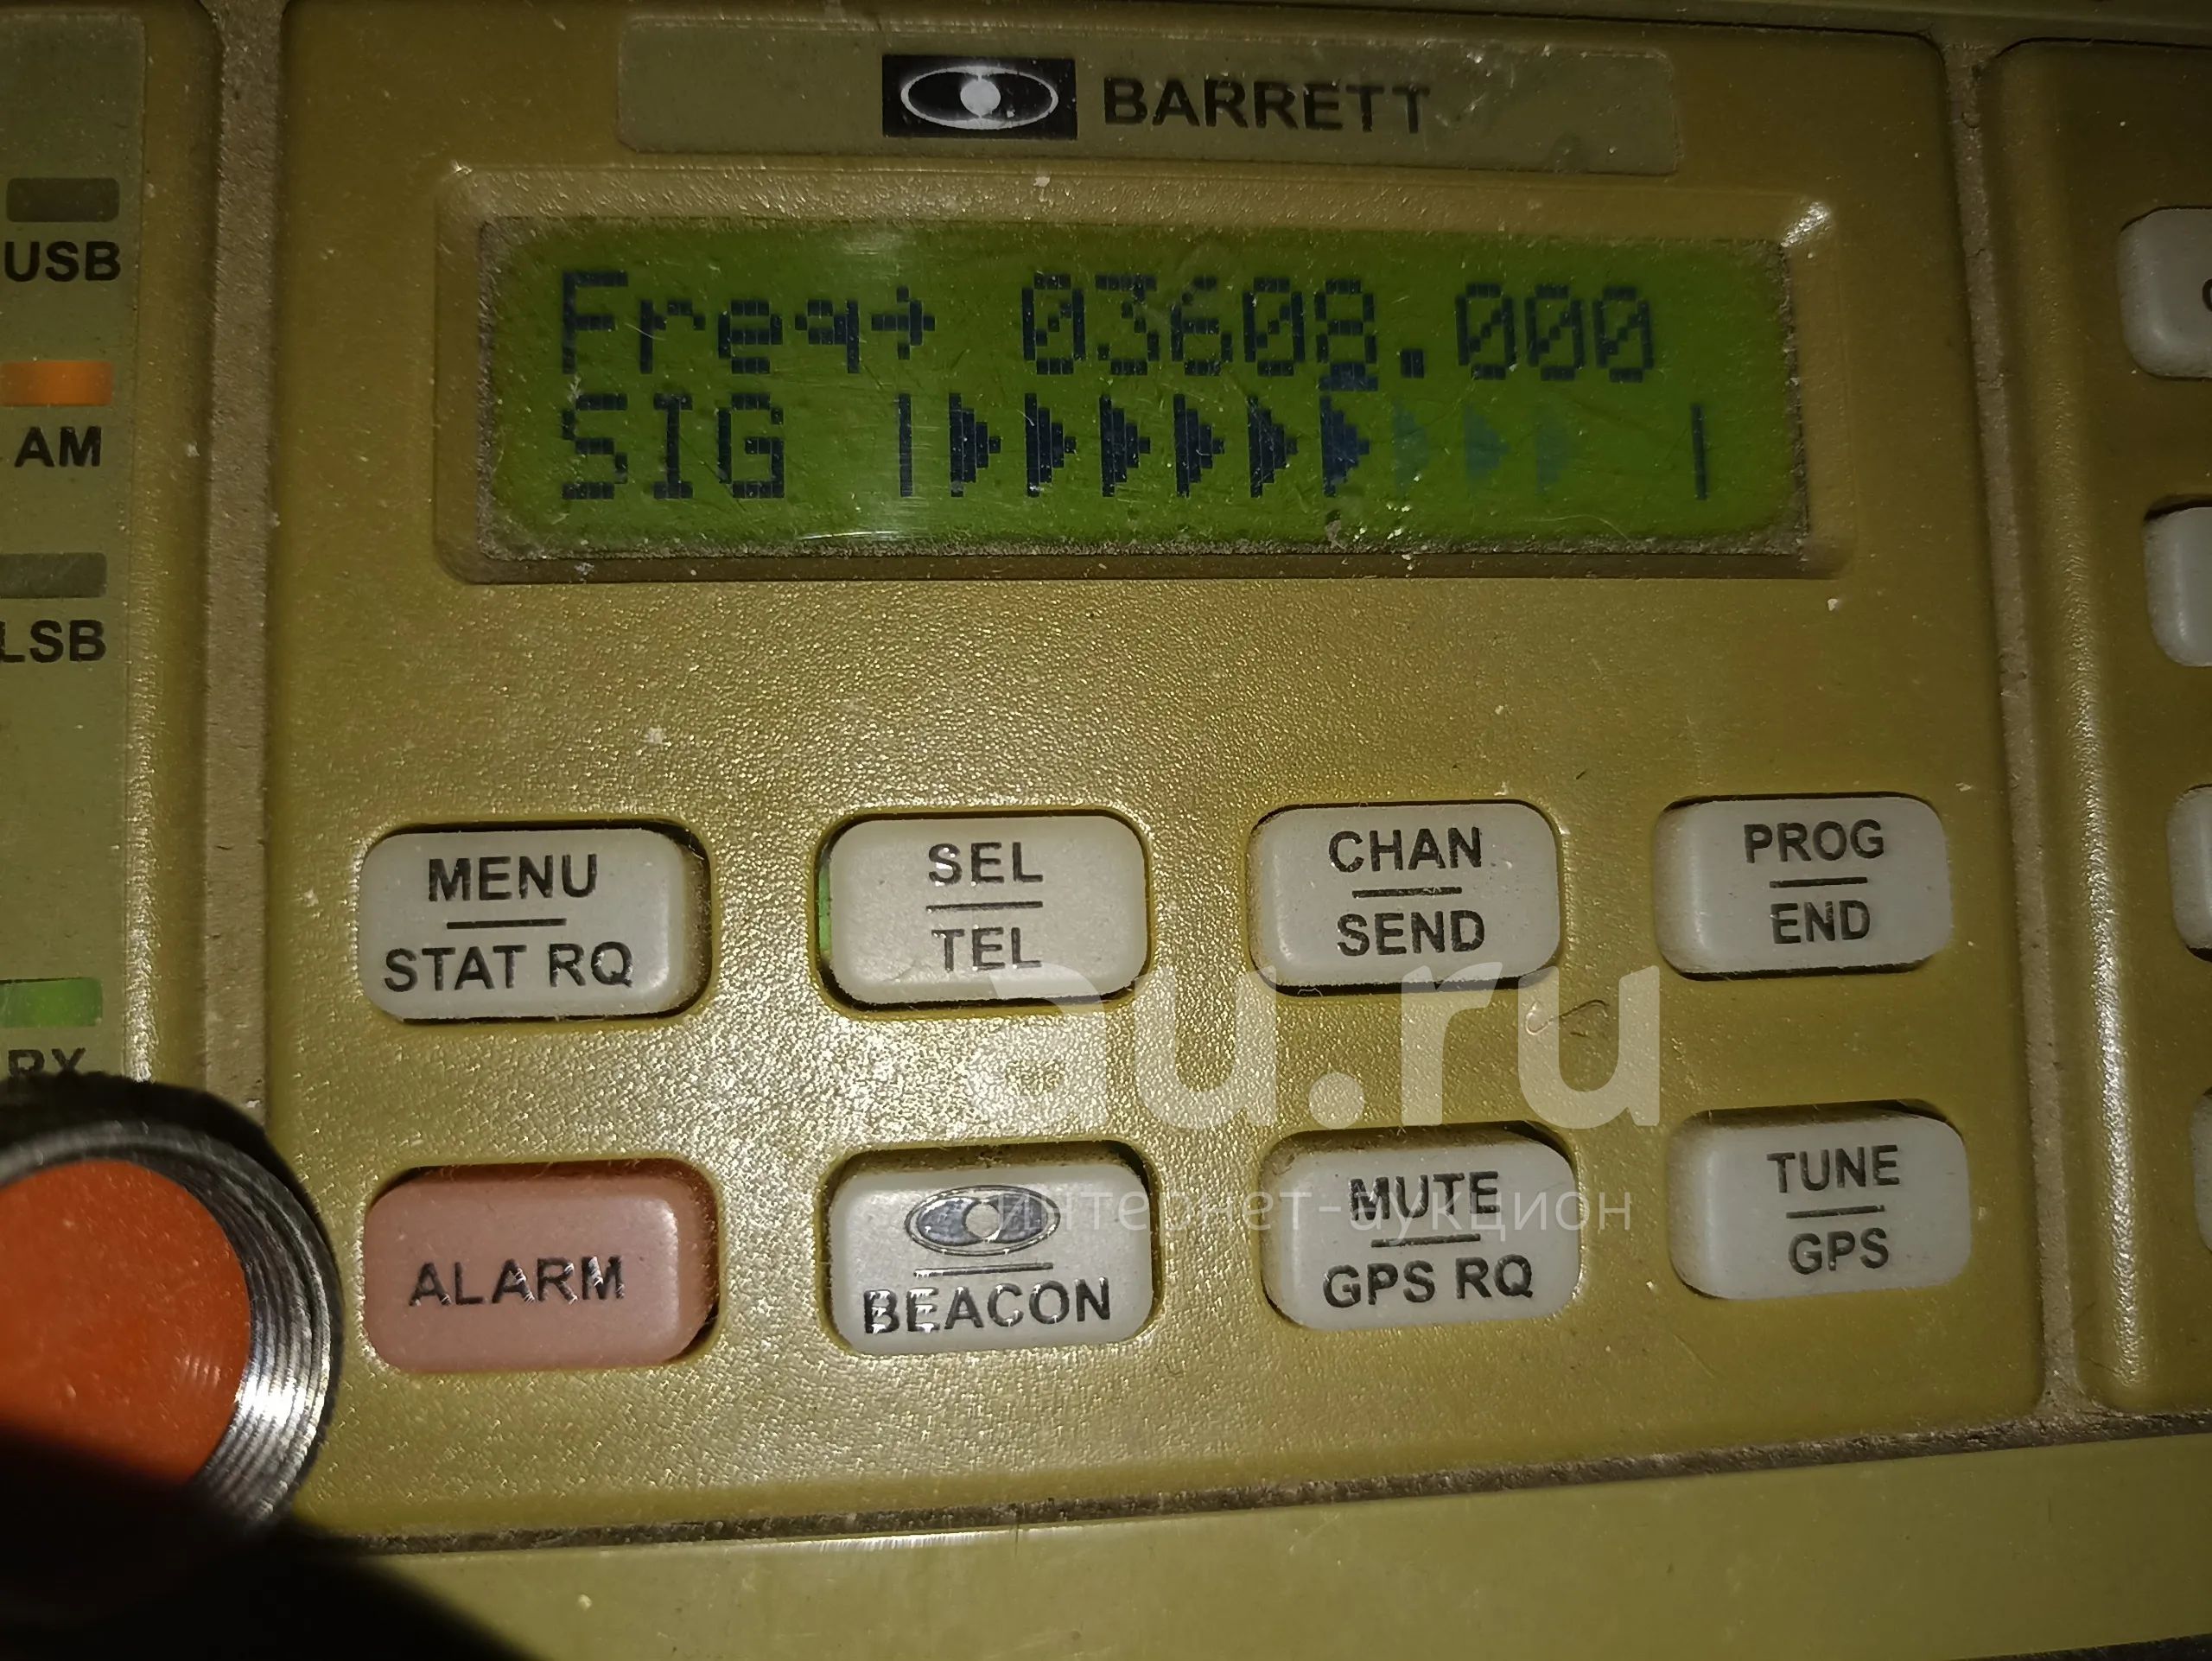 BARRETT
USB
AM
LSB
RX
Freq→ 03608.000
SIG
MENU
STAT RQ
SEL
TEL
CHAN
SEND
PROG
END
ALARM
BEACON
MUTE
GPS RQ
TUNE
GPS
au.ru
интернет-аукцион